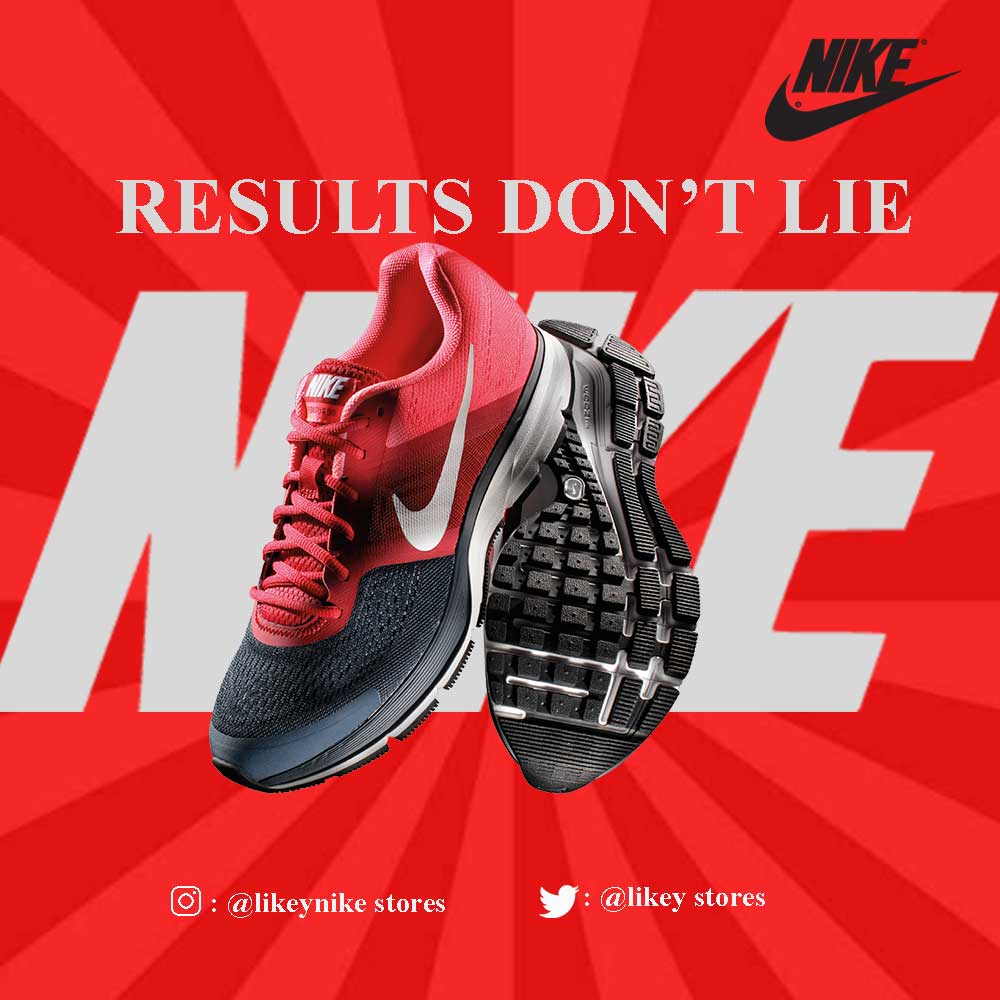 NIKE
RESULTS DON’T LIE
NIKE
NIKE
: @likeynike stores
: @likey stores